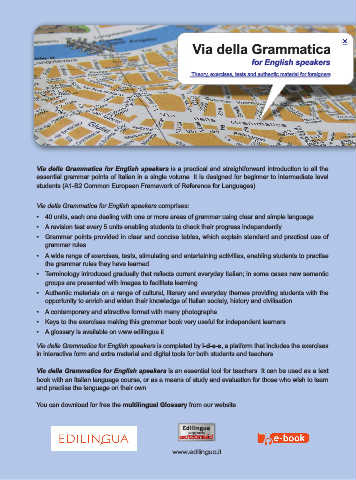 Via della Grammatica
for English speakers
Theory, exercises, tests and authentic material for foreigners
Via della Grammatica for English speakers is a practical and straightforward introduction to all the
essential grammar points of Italian in a single volume It is designed for beginner to intermediate level
students (A1-B2 Common European Framework of Reference for Languages)
Via della Grammatica for English speakers comprises:
• 40 units, each one dealing with one or more areas of grammar using clear and simple language
• A revision test every 5 units enabling students to check their progress independently
• Grammar points provided in clear and concise tables, which explain standard and practical use of
grammar rules
• A wide range of exercises, tests, stimulating and entertaining activities, enabling students to practise
the grammar rules they have learned
• Terminology introduced gradually that reflects current everyday Italian; in some cases new semantic
groups are presented with images to facilitate learning
• Authentic materials on a range of cultural, literary and everyday themes providing students with the
opportunity to enrich and widen their knowledge of Italian society, history and civilisation
• A contemporary and attractive format with many photographs
• Keys to the exercises making this grammar book very useful for independent learners
• A glossary is available on www edilingua it
Via della Grammatica for English speakers is completed by i-d-e-e, a platform that includes the exercises
in interactive form and extra material and digital tools for both students and teachers
Via della Grammatica for English speakers is an essential tool for teachers It can be used as a text
book with an Italian language course, or as a means of study and evaluation for those who wish to learn
and practise the language on their own
You can download for free the multilingual Glossary from our website
EDILINGUA
Edilingua
e-book
www.edilingua.it